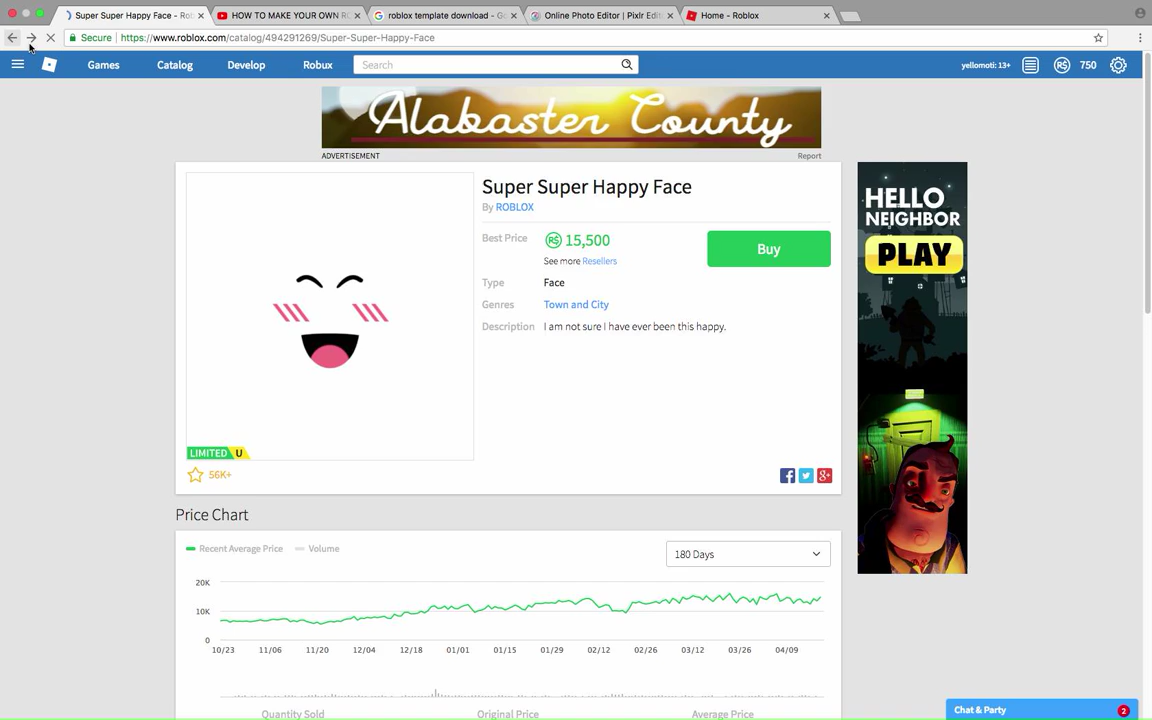 Super Super Happy Face - Ro
HOW TO MAKE YOUR OWN RO
roblox template download - Go
Online Photo Editor | Pixlr Edit
Home - Roblox
Secure https://www.roblox.com/catalog/494291269/Super-Super-Happy-Face
Games Catalog Develop Robux Search yellomoti: 13+ R$ 750
Alabaster County
ADVERTISEMENT Report
Super Super Happy Face
By ROBLOX
Best Price R$ 15,500 Buy
See more Resellers
Type Face
Genres Town and City
Description I am not sure I have ever been this happy.
LIMITED U
56K+
HELLO
NEIGHBOR
PLAY
Price Chart
Recent Average Price Volume 180 Days
20K
10K
0
10/23 11/06 11/20 12/04 12/18 01/01 01/15 01/29 02/12 02/26 03/12 03/26 04/09
Quantity Sold Original Price Average Price
Chat & Party 2